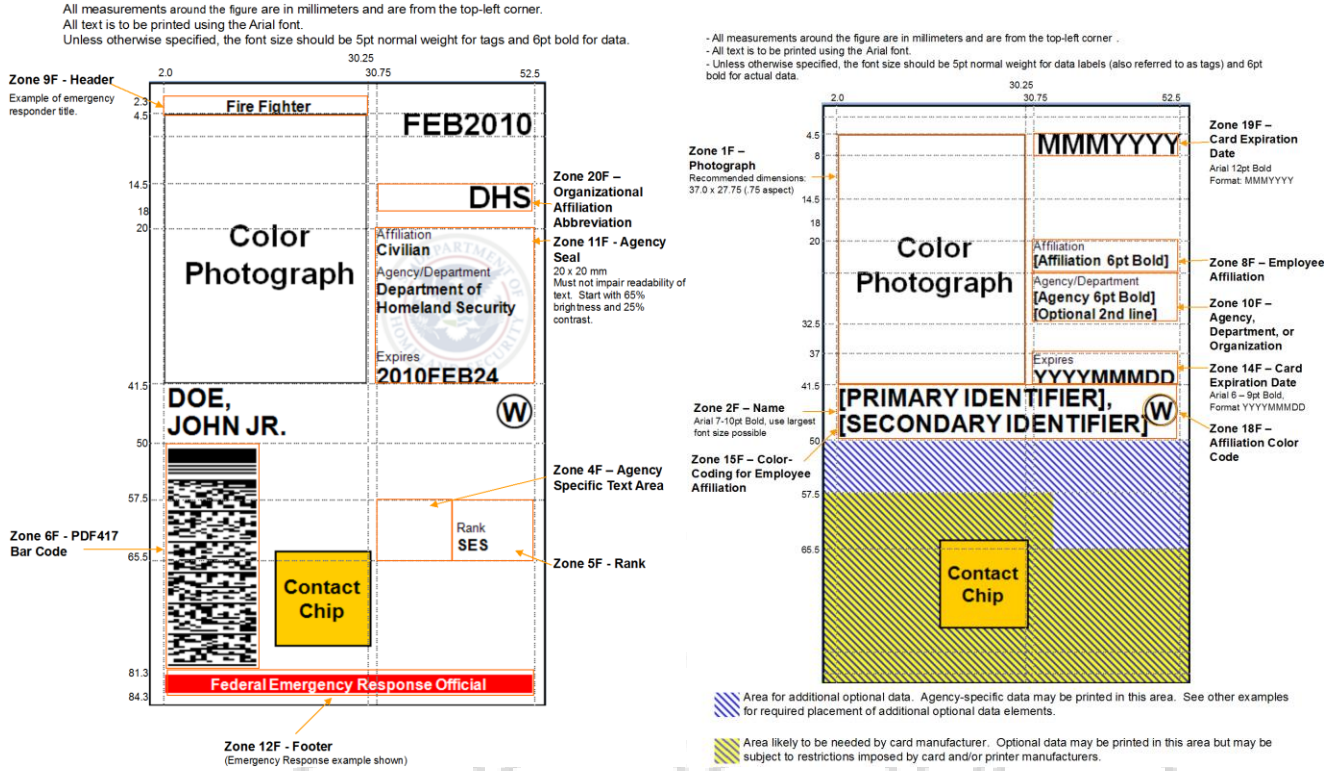 All measurements around the figure are in millimeters and are from the top-left corner.
All text is to be printed using the Arial font.
Unless otherwise specified, the font size should be 5pt normal weight for tags and 6pt bold for data.
30.25
2.0
30.75
52.5
Zone 9F - Header
Example of emergency
responder title.
2.3
4.5
Fire Fighter
FEB2010
14.5
18
20
DHS
Zone 20F –
Organizational
Affiliation
Abbreviation
Color
Photograph
Affiliation
Civilian
Agency/Department
Department of
Homeland Security
Expires
2010FEB24
DEPARTMENT OF
HOMELAND SECURITY
Zone 11F - Agency
Seal
20 x 20 mm
Must not impair readability of
text. Start with 65%
brightness and 25%
contrast.
41.5
DOE,
JOHN JR.
W
50
57.5
65.5
Zone 4F – Agency
Specific Text Area
Zone 6F - PDF417
Bar Code
Rank
SES
Zone 5F - Rank
Contact
Chip
81.3
84.3
Federal Emergency Response Official
Zone 12F - Footer
(Emergency Response example shown)
- All measurements around the figure are in millimeters and are from the top-left corner .
- All text is to be printed using the Arial font.
- Unless otherwise specified, the font size should be 5pt normal weight for data labels (also referred to as tags) and 6pt
bold for actual data.
30.25
2.0
30.75
52.5
4.5
8
14.5
18
20
32.5
37
41.5
50
57.5
65.5
Zone 1F –
Photograph
Recommended dimensions:
37.0 x 27.75 (.75 aspect)
MMMYYYY
Zone 19F –
Card Expiration
Date
Arial 12pt Bold
Format: MMMYYYY
Color
Photograph
Affiliation
[Affiliation 6pt Bold]
Zone 8F – Employee
Affiliation
Agency/Department
[Agency 6pt Bold]
[Optional 2nd line]
Zone 10F –
Agency,
Department, or
Organization
Expires
YYYYMMMDD
Zone 14F – Card
Expiration Date
Arial 6 – 9pt Bold,
Format YYYYMMMDD
Zone 2F – Name
Arial 7-10pt Bold, use largest
font size possible
[PRIMARY IDENTIFIER],
[SECONDARY IDENTIFIER]
W
Zone 18F –
Affiliation Color
Code
Zone 15F – Color-
Coding for Employee
Affiliation
Contact
Chip
Area for additional optional data. Agency-specific data may be printed in this area. See other examples
for required placement of additional optional data elements.
Area likely to be needed by card manufacturer. Optional data may be printed in this area but may be
subject to restrictions imposed by card and/or printer manufacturers.